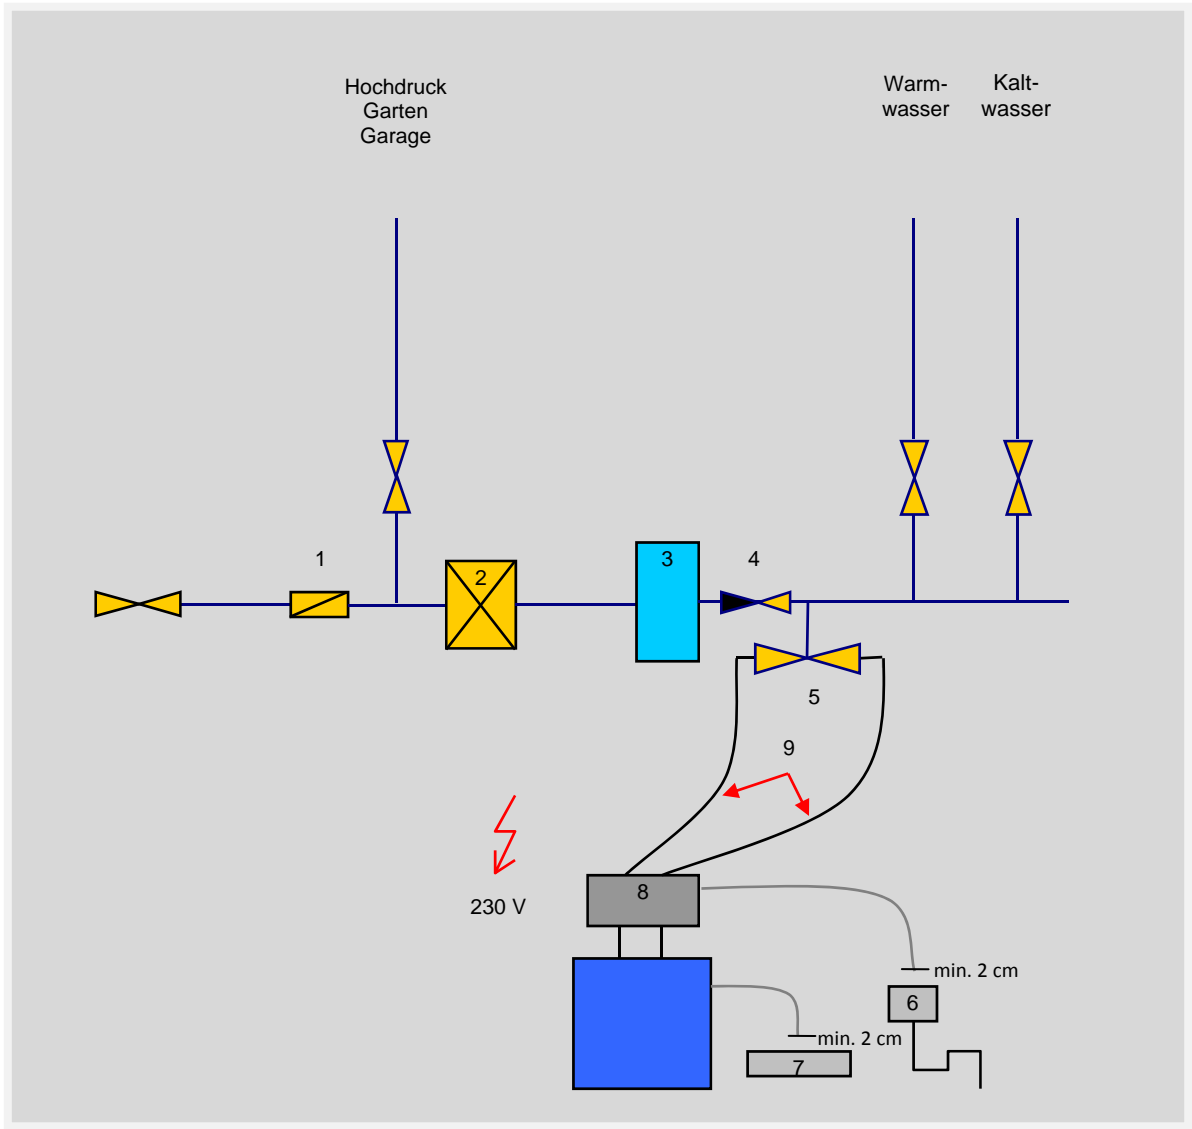 Hochdruck
Garten
Garage
Warm-
wasser
Kalt-
wasser
1
2
3
4
5
9
230 V
8
min. 2 cm
6
min. 2 cm
7